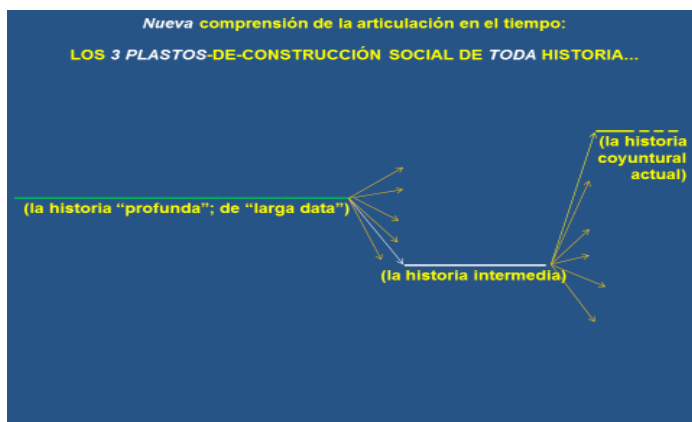 Nueva comprensión de la articulación en el tiempo:
LOS 3 PLASTOS-DE-CONSTRUCCIÓN SOCIAL DE TODA HISTORIA...
(la historia
coyuntural
actual)
(la historia “profunda”; de “larga data”)
(la historia intermedia)